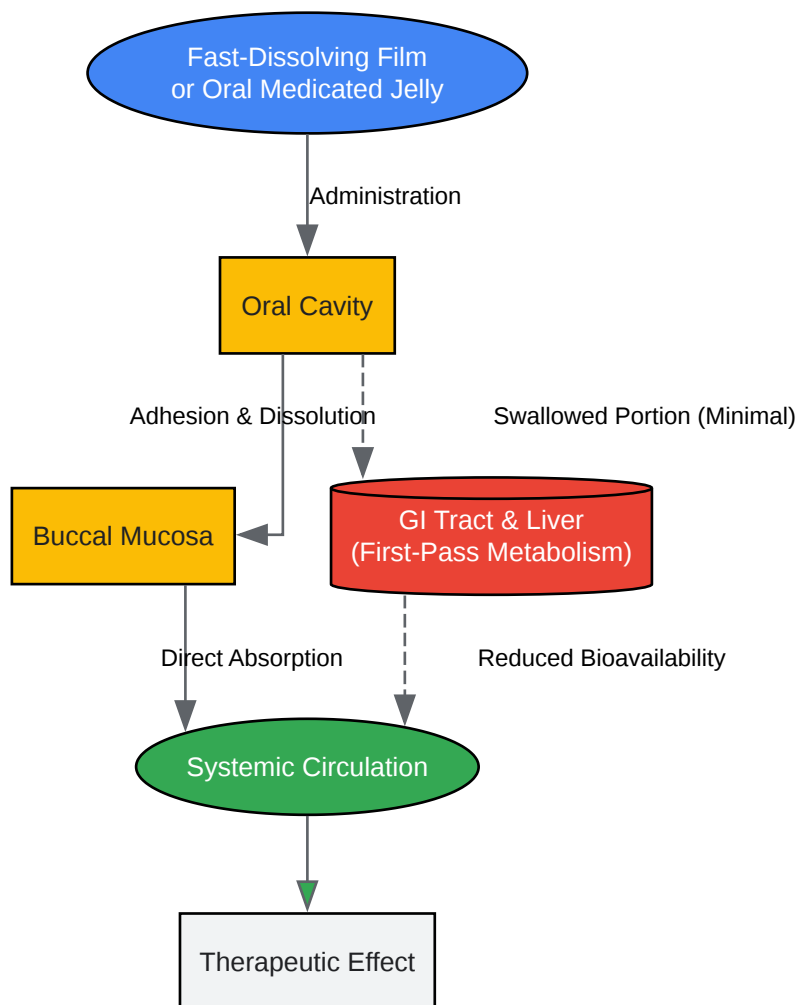 Fast-Dissolving Film
or Oral Medicated Jelly
Administration
Oral Cavity
Adhesion & Dissolution
Swallowed Portion (Minimal)
Buccal Mucosa
GI Tract & Liver
(First-Pass Metabolism)
Direct Absorption
Reduced Bioavailability
Systemic Circulation
Therapeutic Effect